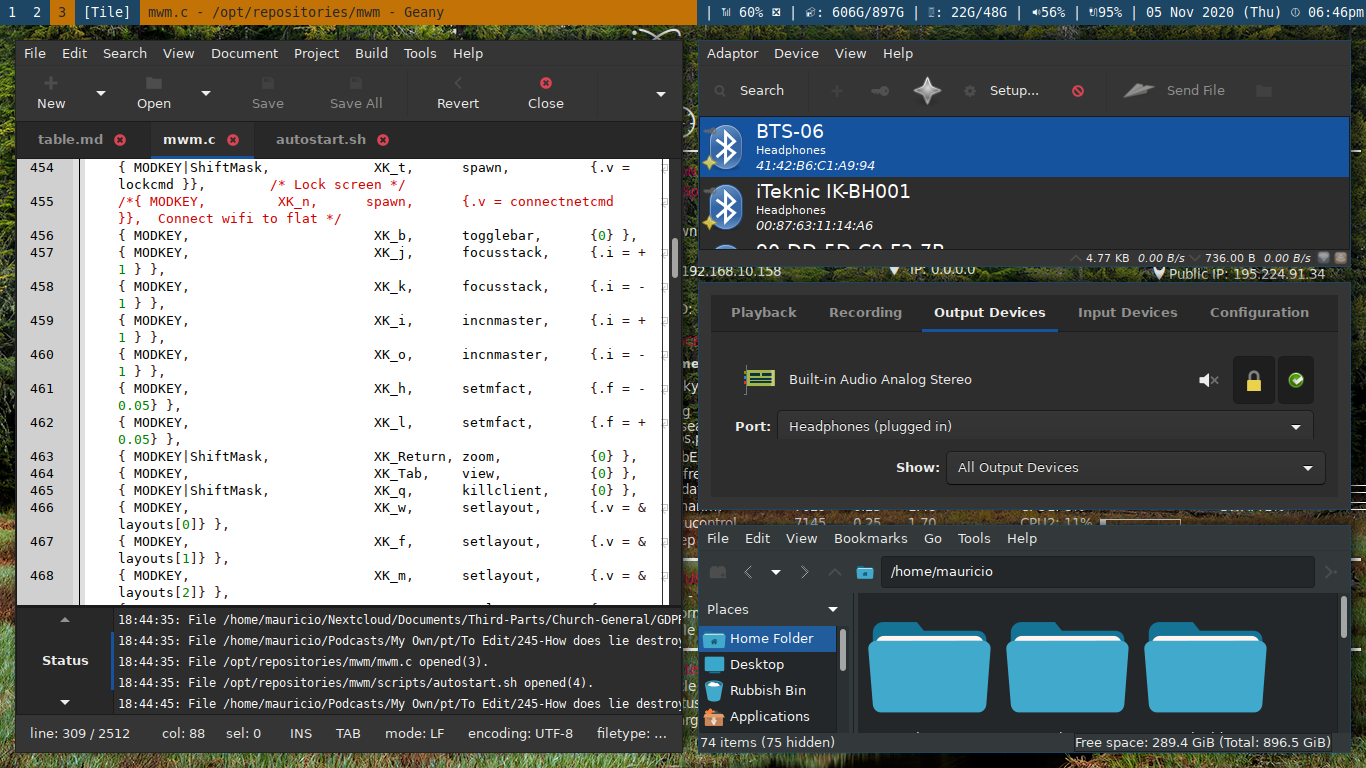 1 2 3 [Tile] mwm.c - /opt/repositories/mwm - Geany
| 60% | : 606G/897G | : 22G/48G | 56% | 95% | 05 Nov 2020 (Thu) 06:46pm
File Edit Search View Document Project Build Tools Help
New Open Save Save All Revert Close
table.md mwm.c autostart.sh
454 { MODKEY|ShiftMask, XK_t, spawn, {.v =
lockcmd }}, /* Lock screen */
455 /*{ MODKEY, XK_n, spawn, {.v = connectnetcmd
}}, Connect wifi to flat */
456 { MODKEY, XK_b, togglebar, {0} },
457 { MODKEY, XK_j, focusstack, {.i = +
1 } },
458 { MODKEY, XK_k, focusstack, {.i = -
1 } },
459 { MODKEY, XK_i, incnmaster, {.i = +
1 } },
460 { MODKEY, XK_o, incnmaster, {.i = -
1 } },
461 { MODKEY, XK_h, setmfact, {.f = -
0.05} },
462 { MODKEY, XK_l, setmfact, {.f = +
0.05} },
463 { MODKEY|ShiftMask, XK_Return, zoom, {0} },
464 { MODKEY, XK_Tab, view, {0} },
465 { MODKEY|ShiftMask, XK_q, killclient, {0} },
466 { MODKEY, XK_w, setlayout, {.v = &
layouts[0]} },
467 { MODKEY, XK_f, setlayout, {.v = &
layouts[1]} },
468 { MODKEY, XK_m, setlayout, {.v = &
layouts[2]} },
Status
18:44:35: File /home/mauricio/Nextcloud/Documents/Third-Parts/Church-General/GDP
18:44:35: File /home/mauricio/Podcasts/My Own/pt/To Edit/245-How does lie destroy
18:44:35: File /opt/repositories/mwm/mwm.c opened(3).
18:44:35: File /opt/repositories/mwm/scripts/autostart.sh opened(4).
18:44:45: File /home/mauricio/Podcasts/My Own/pt/To Edit/245-How does lie destroy
line: 309 / 2512 col: 88 sel: 0 INS TAB mode: LF encoding: UTF-8 filetype: ...
Adaptor Device View Help
Search Setup... Send File
BTS-06
Headphones
41:42:B6:C1:A9:94
iTeknic IK-BH001
Headphones
00:87:63:11:14:A6
4.77 KB 0.00 B/s 736.00 B 0.00 B/s
192.168.10.158 IP: 0.0.0.0 Public IP: 195.224.91.34
Playback Recording Output Devices Input Devices Configuration
Built-in Audio Analog Stereo
Port: Headphones (plugged in)
Show: All Output Devices
ucontrol 7145 0.25 1.70 CPU2: 11%
File Edit View Bookmarks Go Tools Help
/home/mauricio
Places
Home Folder
Desktop
Rubbish Bin
Applications
74 items (75 hidden) Free space: 289.4 GiB (Total: 896.5 GiB)